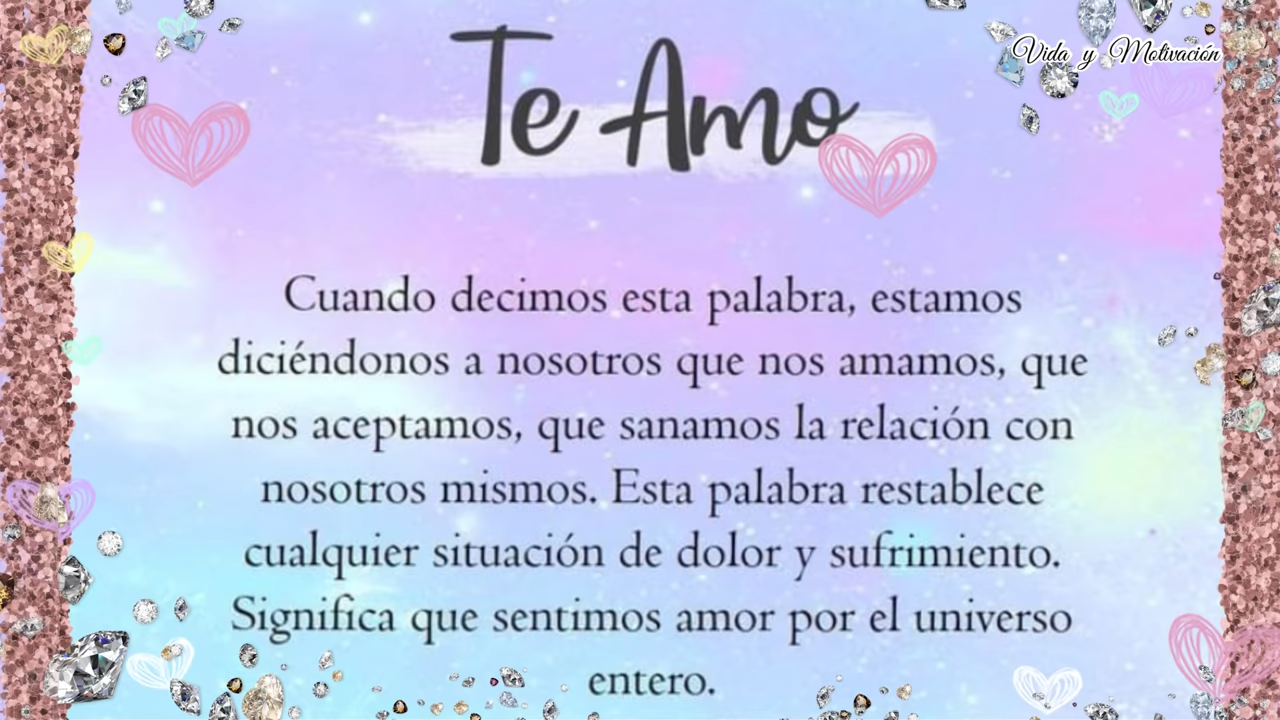 Te Amo
Vida y Motivación
Cuando decimos esta palabra, estamos
diciéndonos a nosotros que nos amamos, que
nos aceptamos, que sanamos la relación con
nosotros mismos. Esta palabra restablece
cualquier situación de dolor y sufrimiento.
Significa que sentimos amor por el universo
entero.